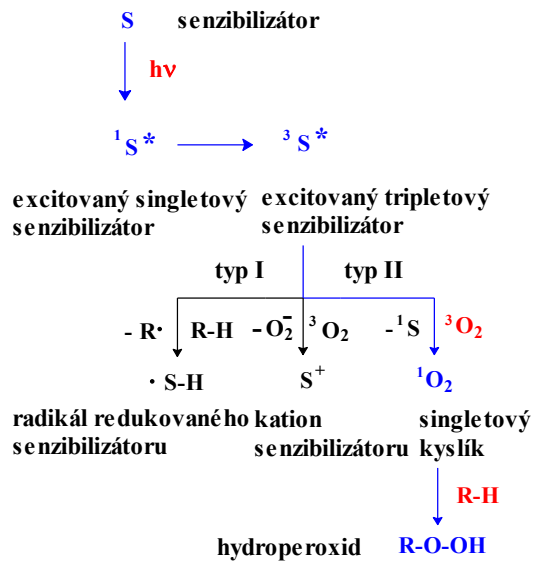 S senzibilizátor
hν
¹S* ³S*
excitovaný singletový excitovaný tripletový
senzibilizátor senzibilizátor
typ I typ II
- R· R-H - O₂⁻ ³O₂ -¹S ³O₂
· S-H S⁺ ¹O₂
radikál redukovaného kation singletový
senzibilizátoru senzibilizátoru kyslík
R-H
hydroperoxid R-O-OH